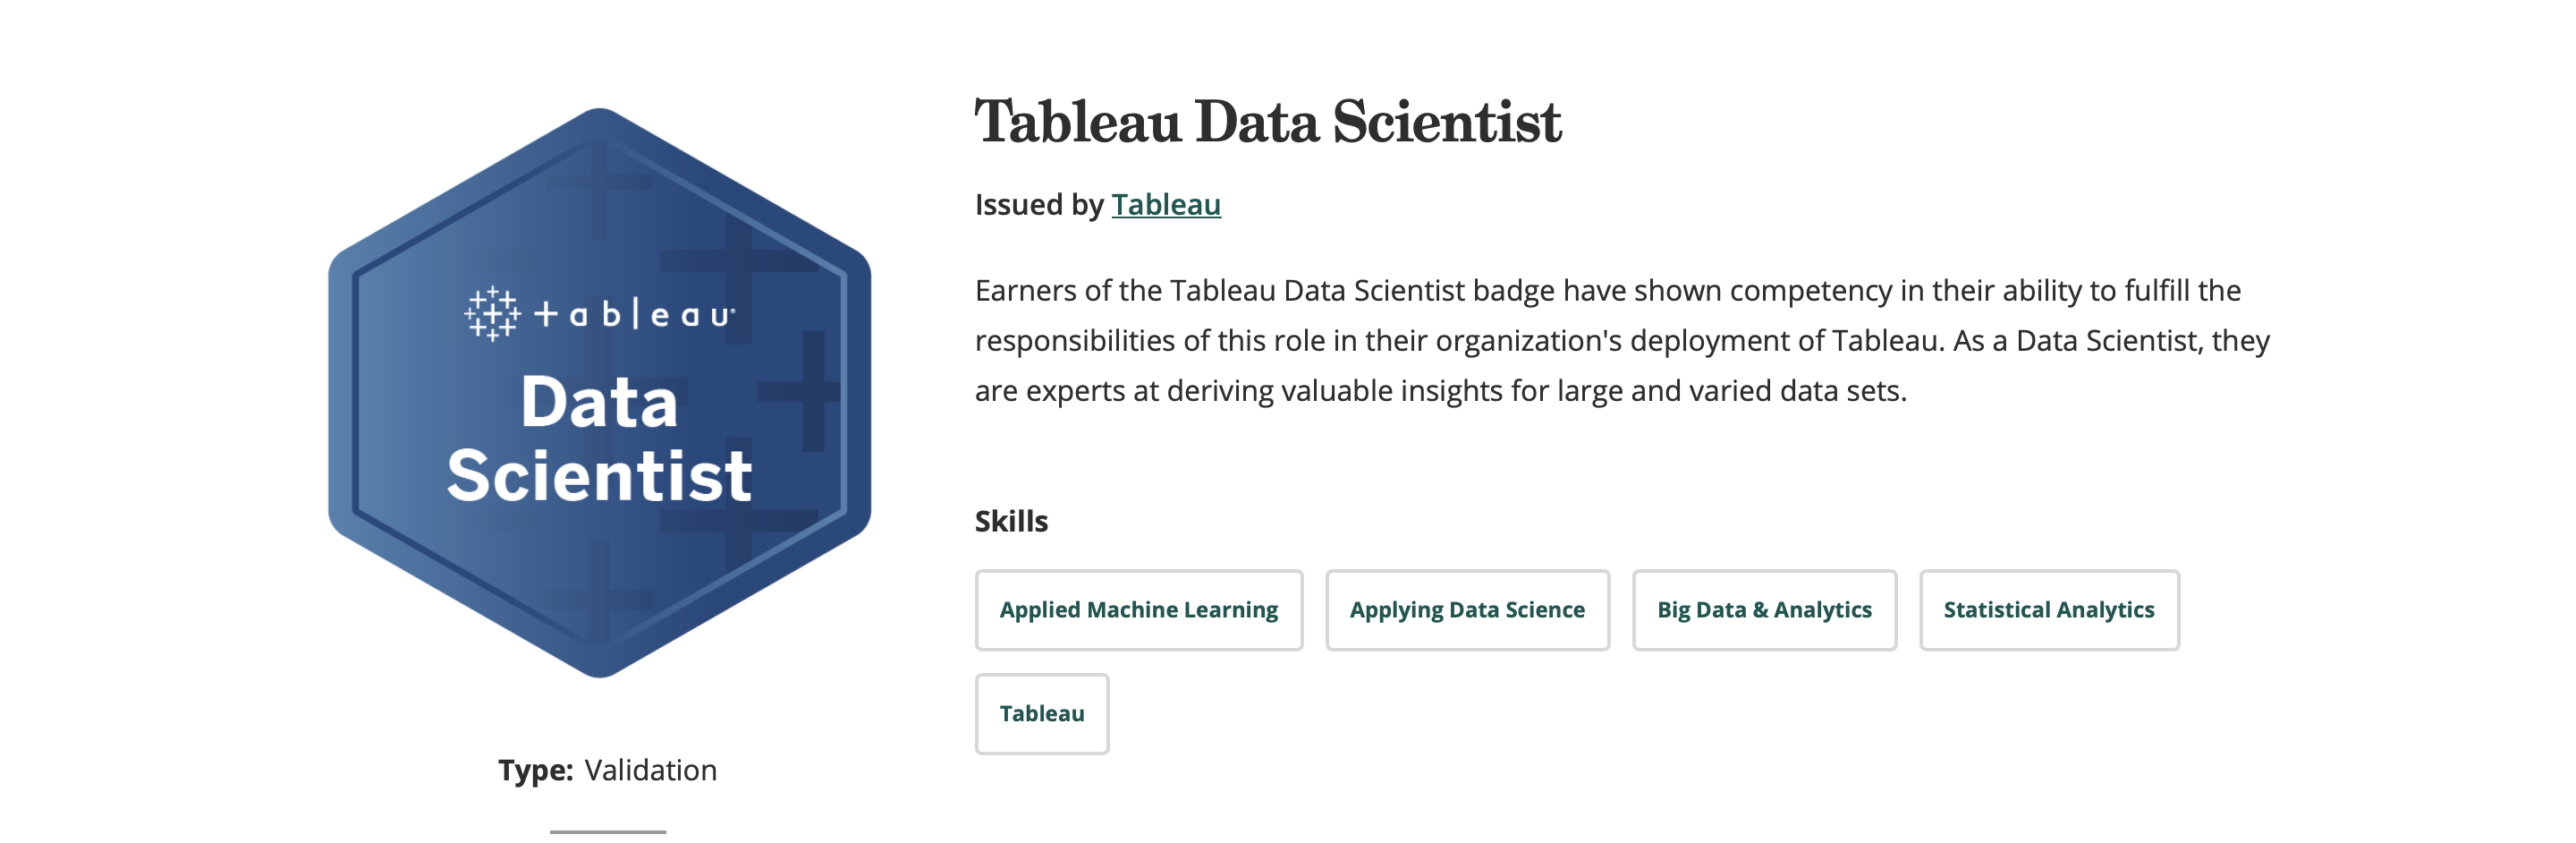 +ableau
Data
Scientist
Type: Validation
Tableau Data Scientist
Issued by Tableau
Earners of the Tableau Data Scientist badge have shown competency in their ability to fulfill the
responsibilities of this role in their organization's deployment of Tableau. As a Data Scientist, they
are experts at deriving valuable insights for large and varied data sets.
Skills
Applied Machine Learning
Applying Data Science
Big Data & Analytics
Statistical Analytics
Tableau